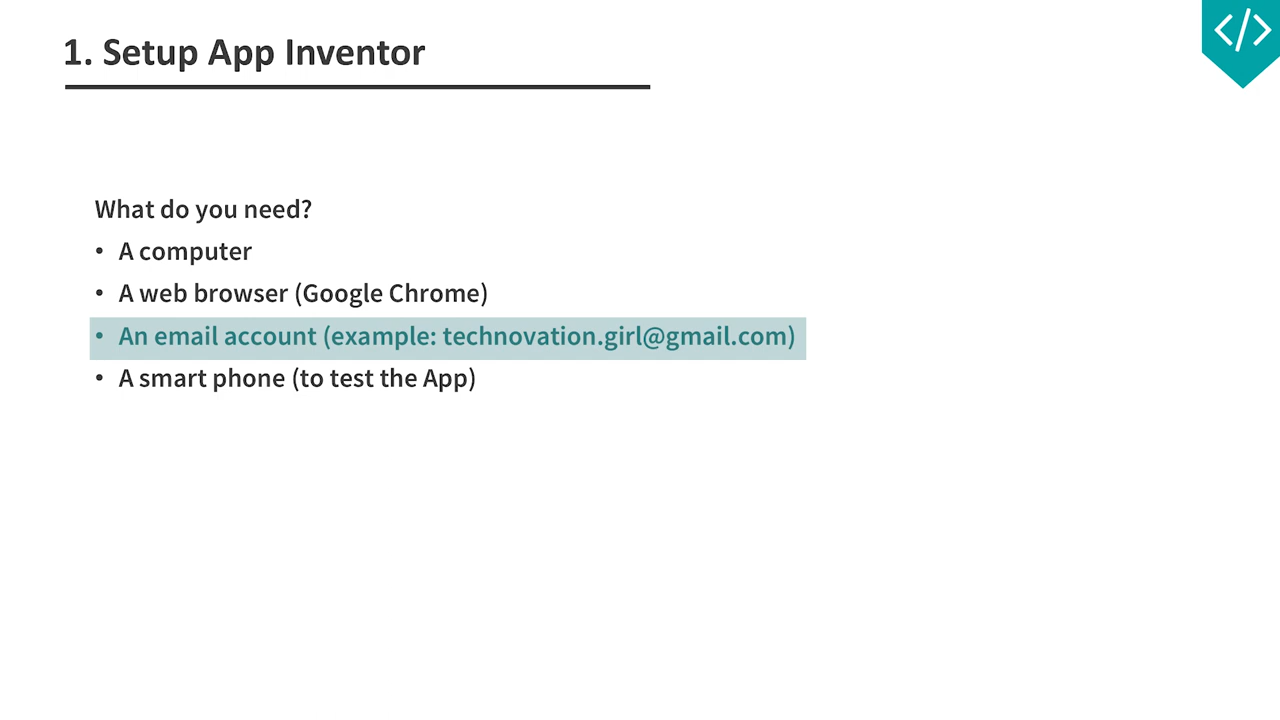 1. Setup App Inventor
What do you need?
• A computer
• A web browser (Google Chrome)
• An email account (example: technovation.girl@gmail.com)
• A smart phone (to test the App)